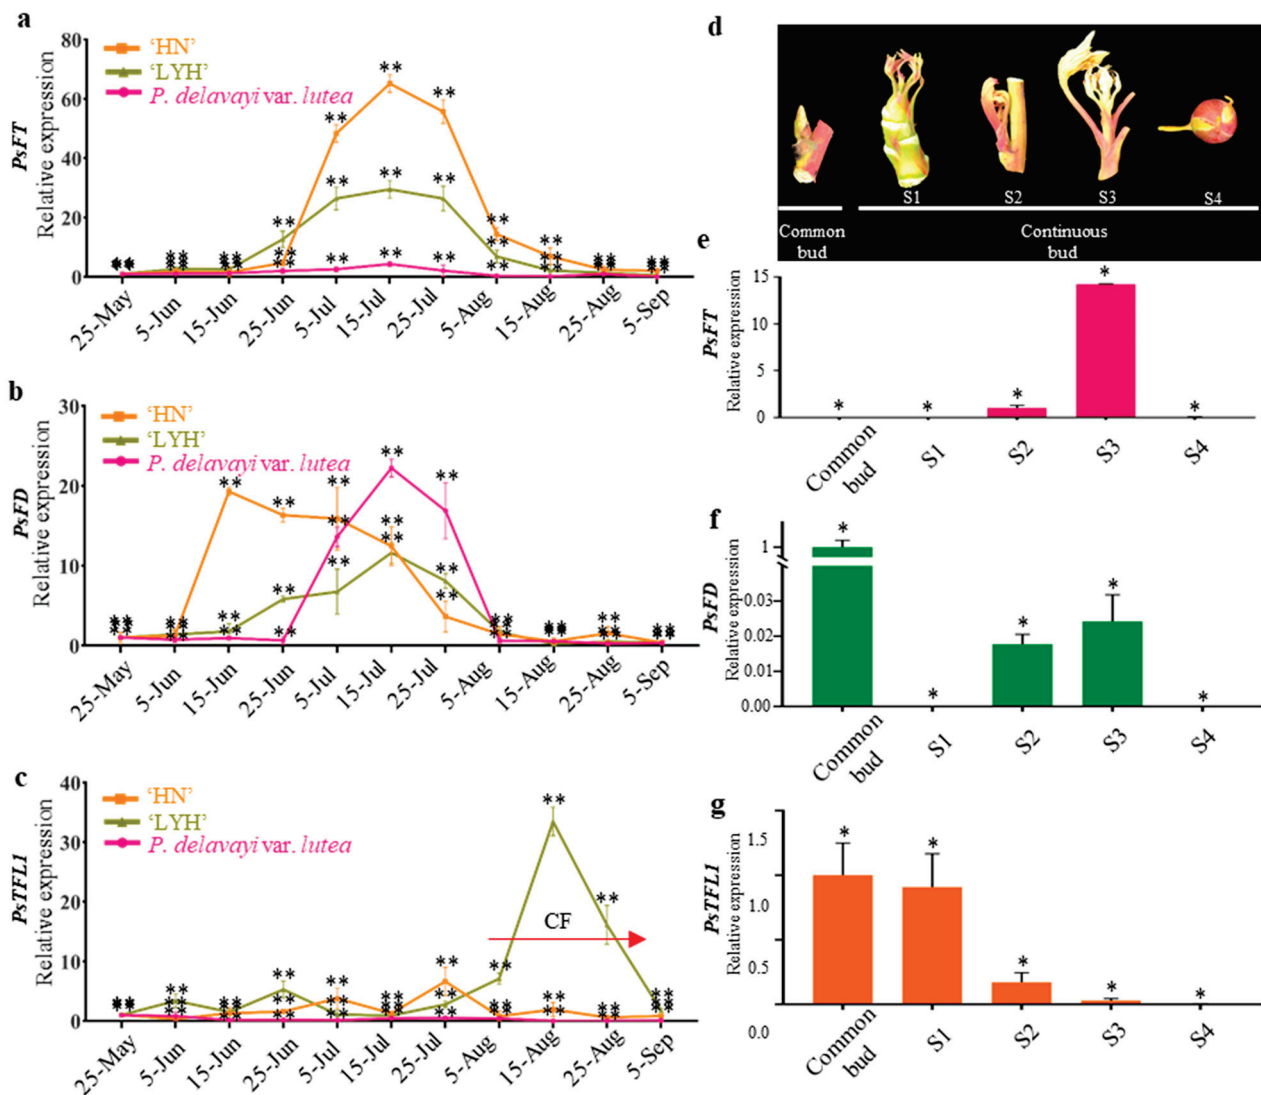 a
PsFT
Relative expression
80
60
40
20
0
'HN'
'LYH'
P. delavayi var. lutea
** ** ** ** ** ** ** ** ** ** **
** ** ** ** ** ** ** ** ** ** **
** ** ** ** ** ** ** ** ** ** **
25-May 5-Jun 15-Jun 25-Jun 5-Jul 15-Jul 25-Jul 5-Aug 15-Aug 25-Aug 5-Sep
b
PsFD
Relative expression
30
20
10
0
'HN'
'LYH'
P. delavayi var. lutea
** ** ** ** ** ** ** ** ** ** **
** ** ** ** ** ** ** ** ** ** **
** ** ** ** ** ** ** ** ** ** **
25-May 5-Jun 15-Jun 25-Jun 5-Jul 15-Jul 25-Jul 5-Aug 15-Aug 25-Aug 5-Sep
c
PsTFL1
Relative expression
40
30
20
10
0
'HN'
'LYH'
P. delavayi var. lutea
CF
** ** ** ** ** ** ** ** ** ** **
** ** ** ** ** ** ** ** ** ** **
** ** ** ** ** ** ** ** ** ** **
25-May 5-Jun 15-Jun 25-Jun 5-Jul 15-Jul 25-Jul 5-Aug 15-Aug 25-Aug 5-Sep
d
S1 S2 S3 S4
Common
bud
Continuous
bud
e
PsFT
Relative expression
15
10
5
0
* * * * *
Common
bud
S1 S2 S3 S4
f
PsFD
Relative expression
1
0.03
0.02
0.01
0.00
* * * * *
Common
bud
S1 S2 S3 S4
g
PsTFL1
Relative expression
1.5
1.0
0.5
0.0
* * * * *
Common
bud
S1 S2 S3 S4